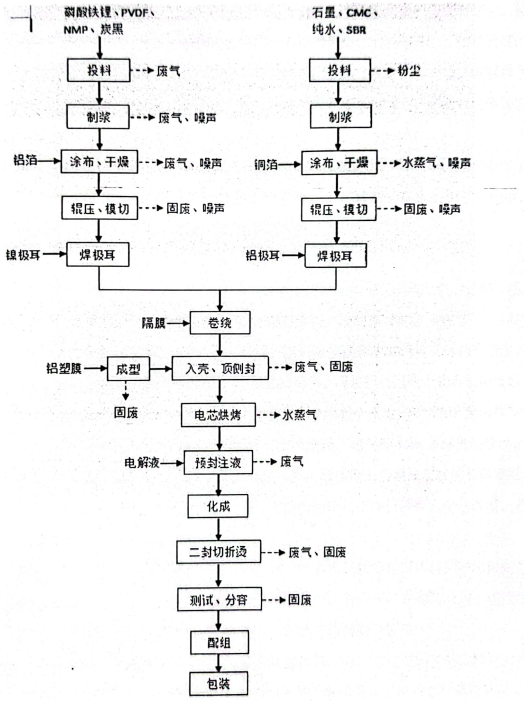 磷酸铁锂、PVDF、
NMP、炭黑
石墨、CMC、
纯水、SBR
投料
废气
投料
粉尘
制浆
废气、噪声
制浆
铝箔
涂布、干燥
废气、噪声
铜箔
涂布、干燥
水蒸气、噪声
辊压、模切
固废、噪声
辊压、模切
固废、噪声
镍极耳
焊极耳
铝极耳
焊极耳
隔膜
卷绕
铝塑膜
成型
入壳、顶侧封
废气、固废
固废
电芯烘烤
水蒸气
电解液
预封注液
废气
化成
二封切折烫
废气、固废
测试、分容
固废
配组
包装